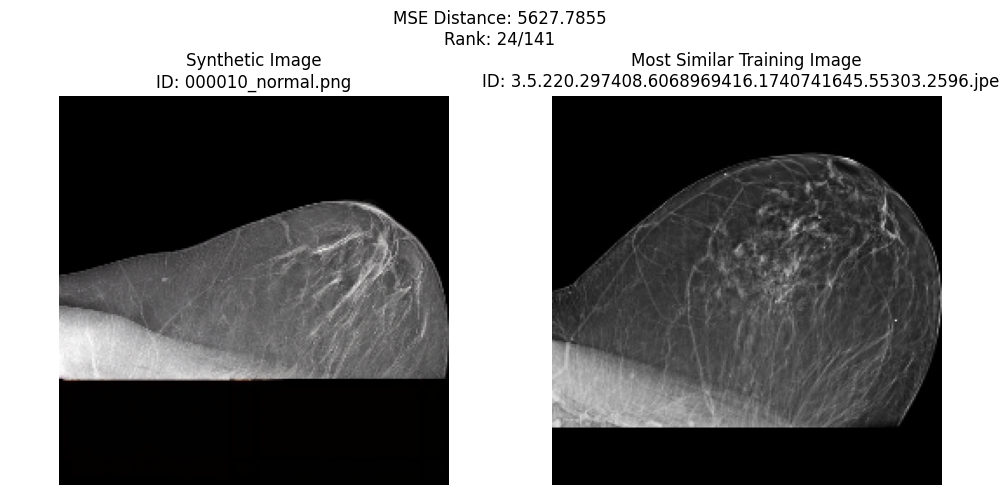 MSE Distance: 5627.7855
Rank: 24/141
Synthetic Image
ID: 000010_normal.png
Most Similar Training Image
ID: 3.5.220.297408.6068969416.1740741645.55303.2596.jpe